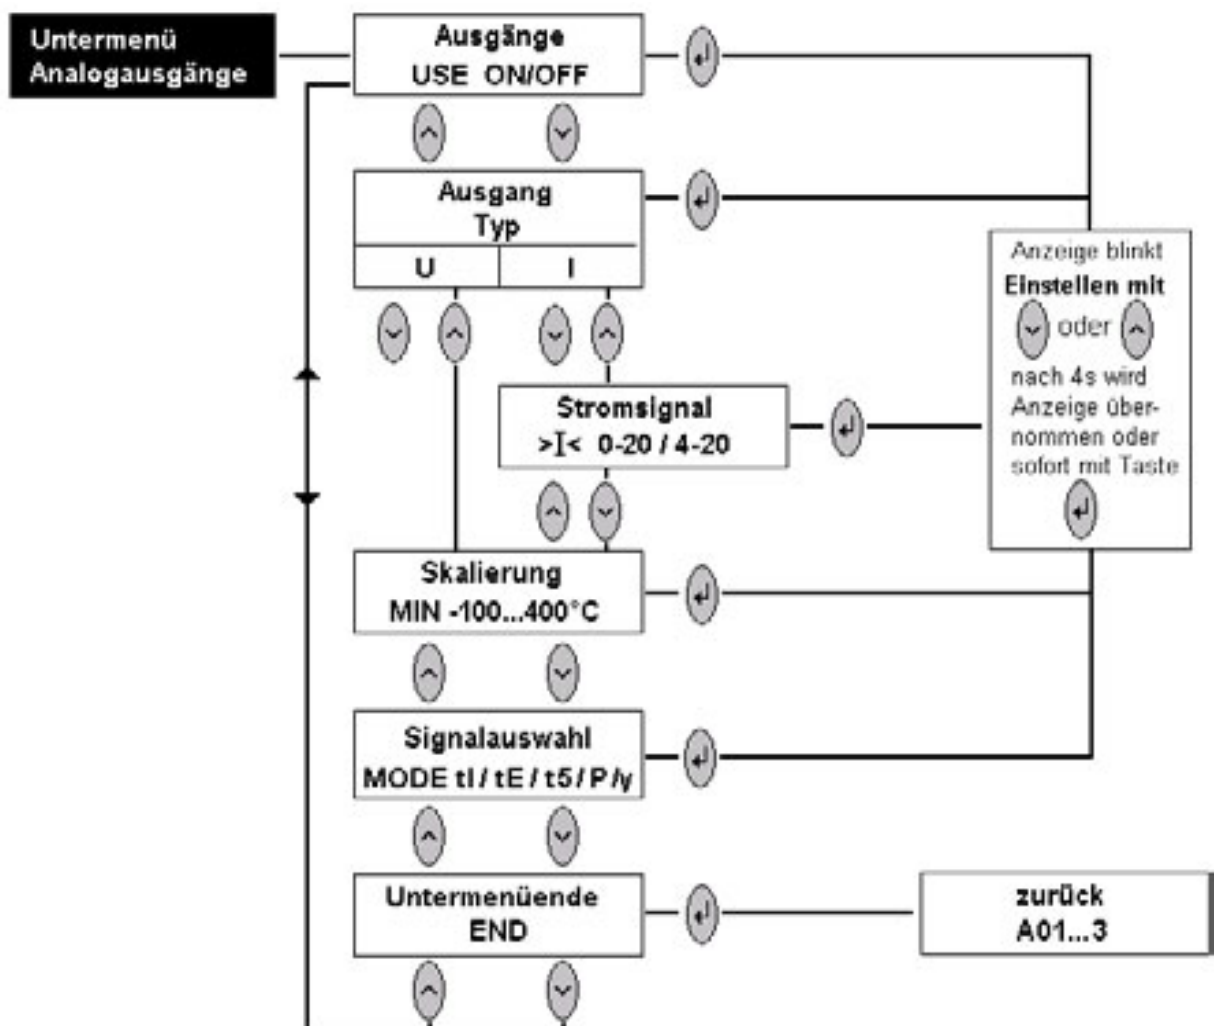 Untermenü
Analogausgänge
Ausgänge
USE ON/OFF
Ausgang
Typ
U
I
Stromsignal
>I< 0-20 / 4-20
Skalierung
MIN -100...400°C
Signalauswahl
MODE tI / tE / t5 / P / y
Untermenüende
END
Anzeige blinkt
Einstellen mit
oder
nach 4s wird
Anzeige über-
nommen oder
sofort mit Taste
zurück
A01...3